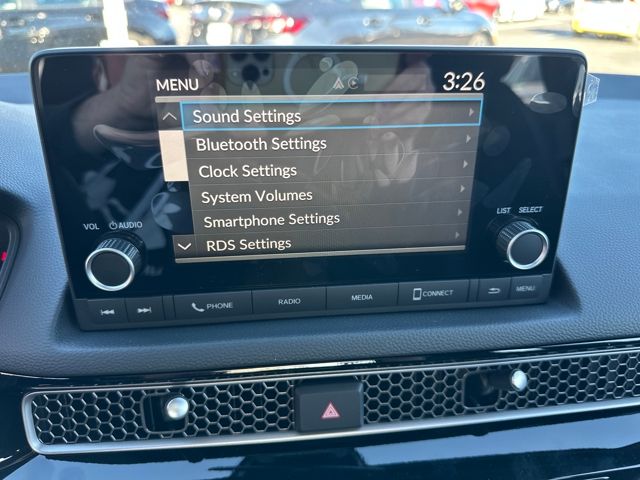 MENU
3:26
Sound Settings
Bluetooth Settings
Clock Settings
System Volumes
Smartphone Settings
RDS Settings
VOL
AUDIO
LIST SELECT
PHONE
RADIO
MEDIA
CONNECT
MENU